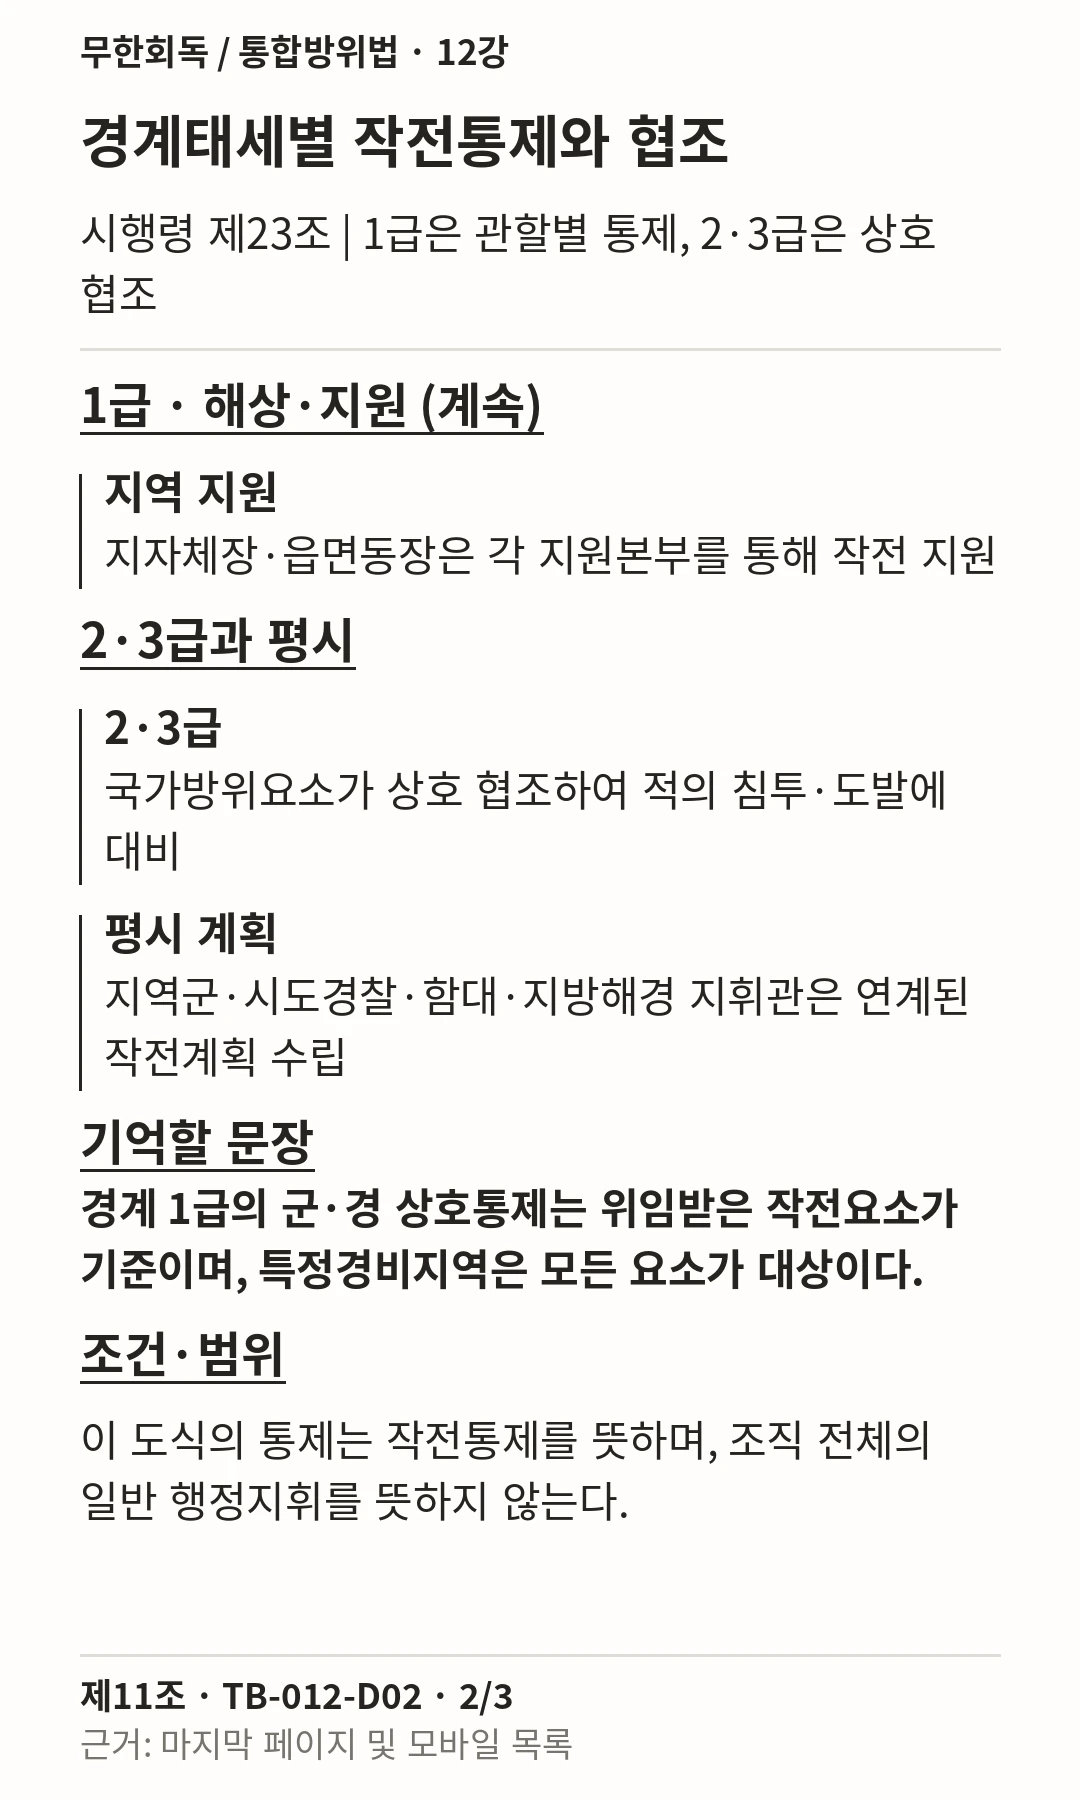 무한회독 / 통합방위법 · 12강
경계태세별 작전통제와 협조
시행령 제23조 | 1급은 관할별 통제, 2·3급은 상호
협조
1급 · 해상·지원 (계속)
지역 지원
지자체장·읍면동장은 각 지원본부를 통해 작전 지원
2·3급과 평시
2·3급
국가방위요소가 상호 협조하여 적의 침투·도발에
대비
평시 계획
지역군·시도경찰·함대·지방해경 지휘관은 연계된
작전계획 수립
기억할 문장
경계 1급의 군·경 상호통제는 위임받은 작전요소가
기준이며, 특정경비지역은 모든 요소가 대상이다.
조건·범위
이 도식의 통제는 작전통제를 뜻하며, 조직 전체의
일반 행정지휘를 뜻하지 않는다.
제11조 · TB-012-D02 · 2/3
근거: 마지막 페이지 및 모바일 목록